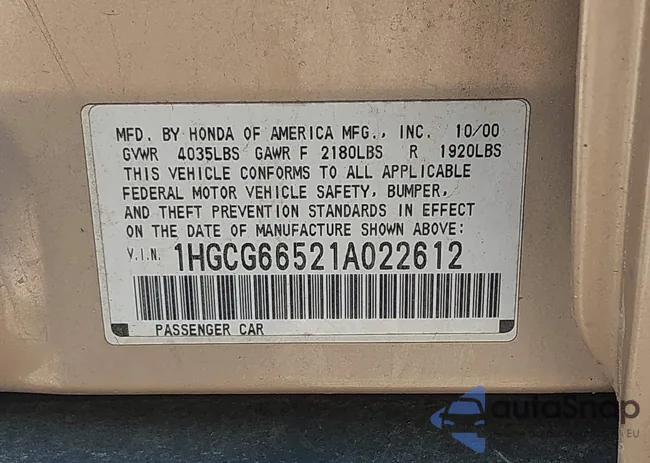 MFD. BY HONDA OF AMERICA MFG., INC. 10/00
GVWR 4035LBS GAWR F 2180LBS R 1920LBS
THIS VEHICLE CONFORMS TO ALL APPLICABLE
FEDERAL MOTOR VEHICLE SAFETY, BUMPER,
AND THEFT PREVENTION STANDARDS IN EFFECT
ON THE DATE OF MANUFACTURE SHOWN ABOVE:
V.I.N. 1HGCG66521A022612
PASSENGER CAR
autoSnap
EU